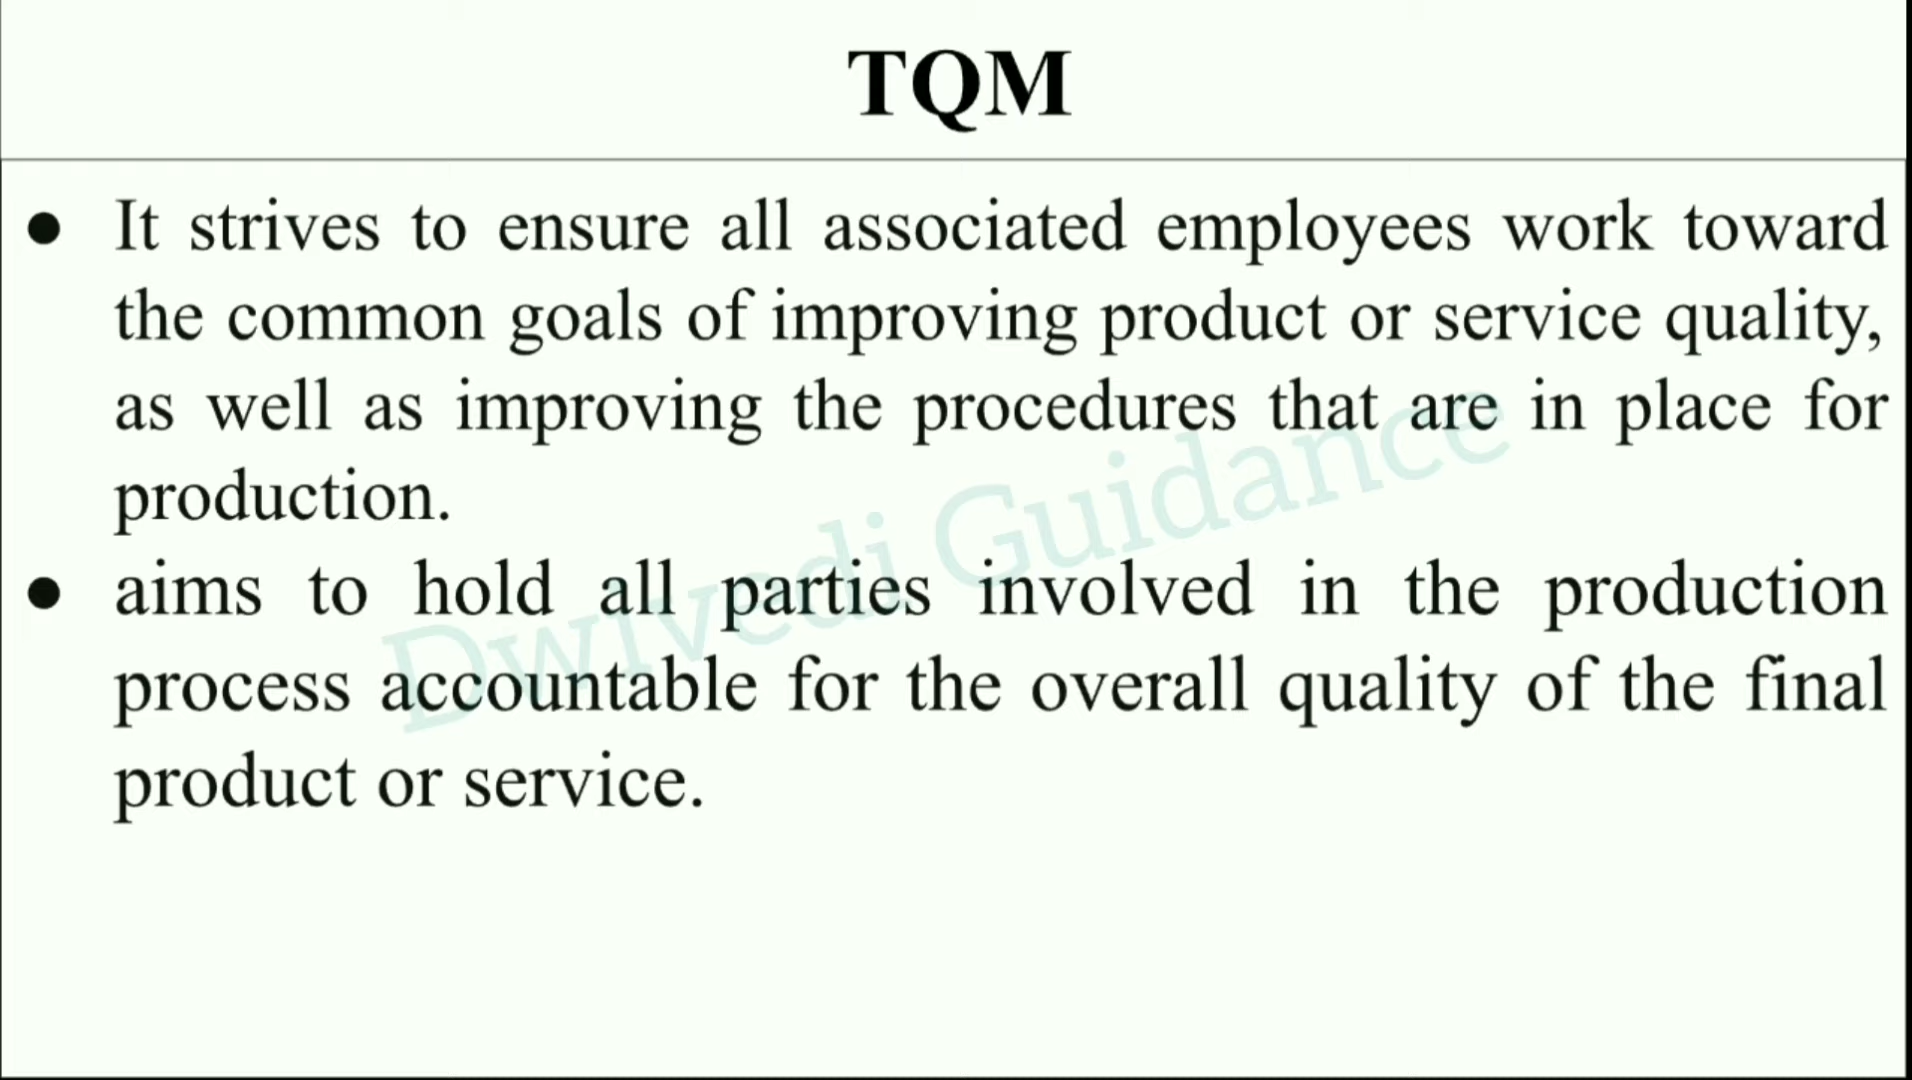 TQM
● It strives to ensure all associated employees work toward
the common goals of improving product or service quality,
as well as improving the procedures that are in place for
production.
● aims to hold all parties involved in the production
process accountable for the overall quality of the final
product or service.
Dwivedi Guidance